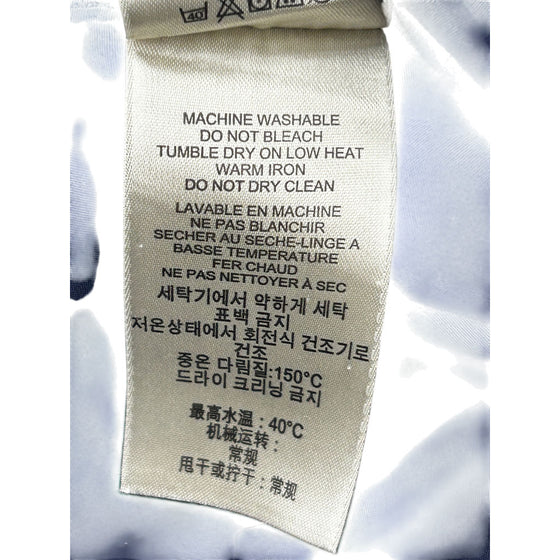 40
MACHINE WASHABLE
DO NOT BLEACH
TUMBLE DRY ON LOW HEAT
WARM IRON
DO NOT DRY CLEAN
LAVABLE EN MACHINE
NE PAS BLANCHIR
SECHER AU SECHE-LINGE A
BASSE TEMPERATURE
FER CHAUD
NE PAS NETTOYER À SEC
세탁기에서 약하게 세탁
표백 금지
저온상태에서 회전식 건조기로
건조
중온 다림질:150°C
드라이 크리닝 금지
最高水温：40°C
机械运转：
常规
甩干或拧干：常规